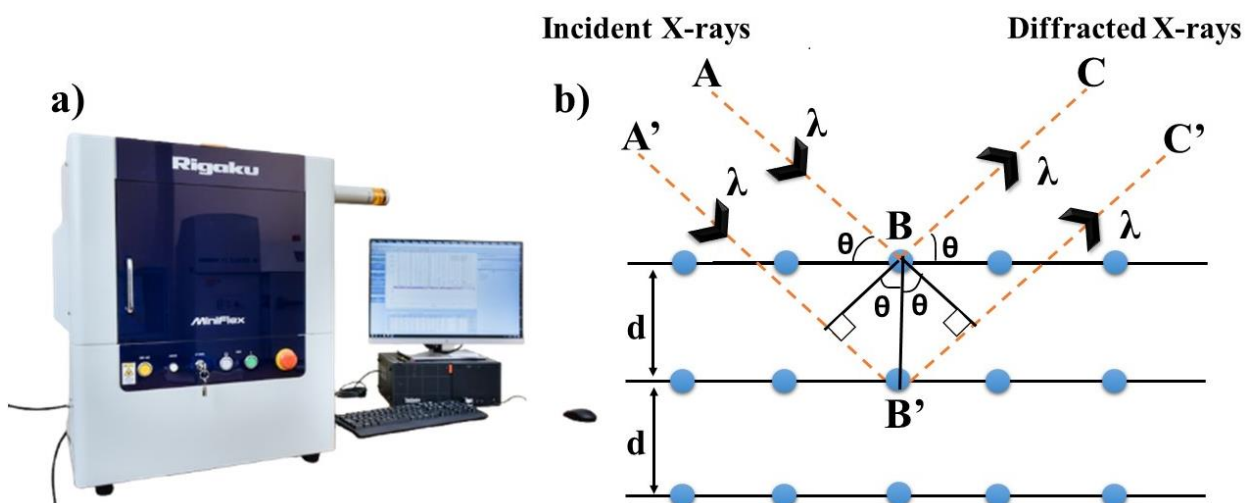 Incident X-rays
Diffracted X-rays
a)
Rigaku
MiniFlex
b)
A
C
A’
C’
λ
λ
λ
λ
B
θ
θ
θ
θ
d
B’
d